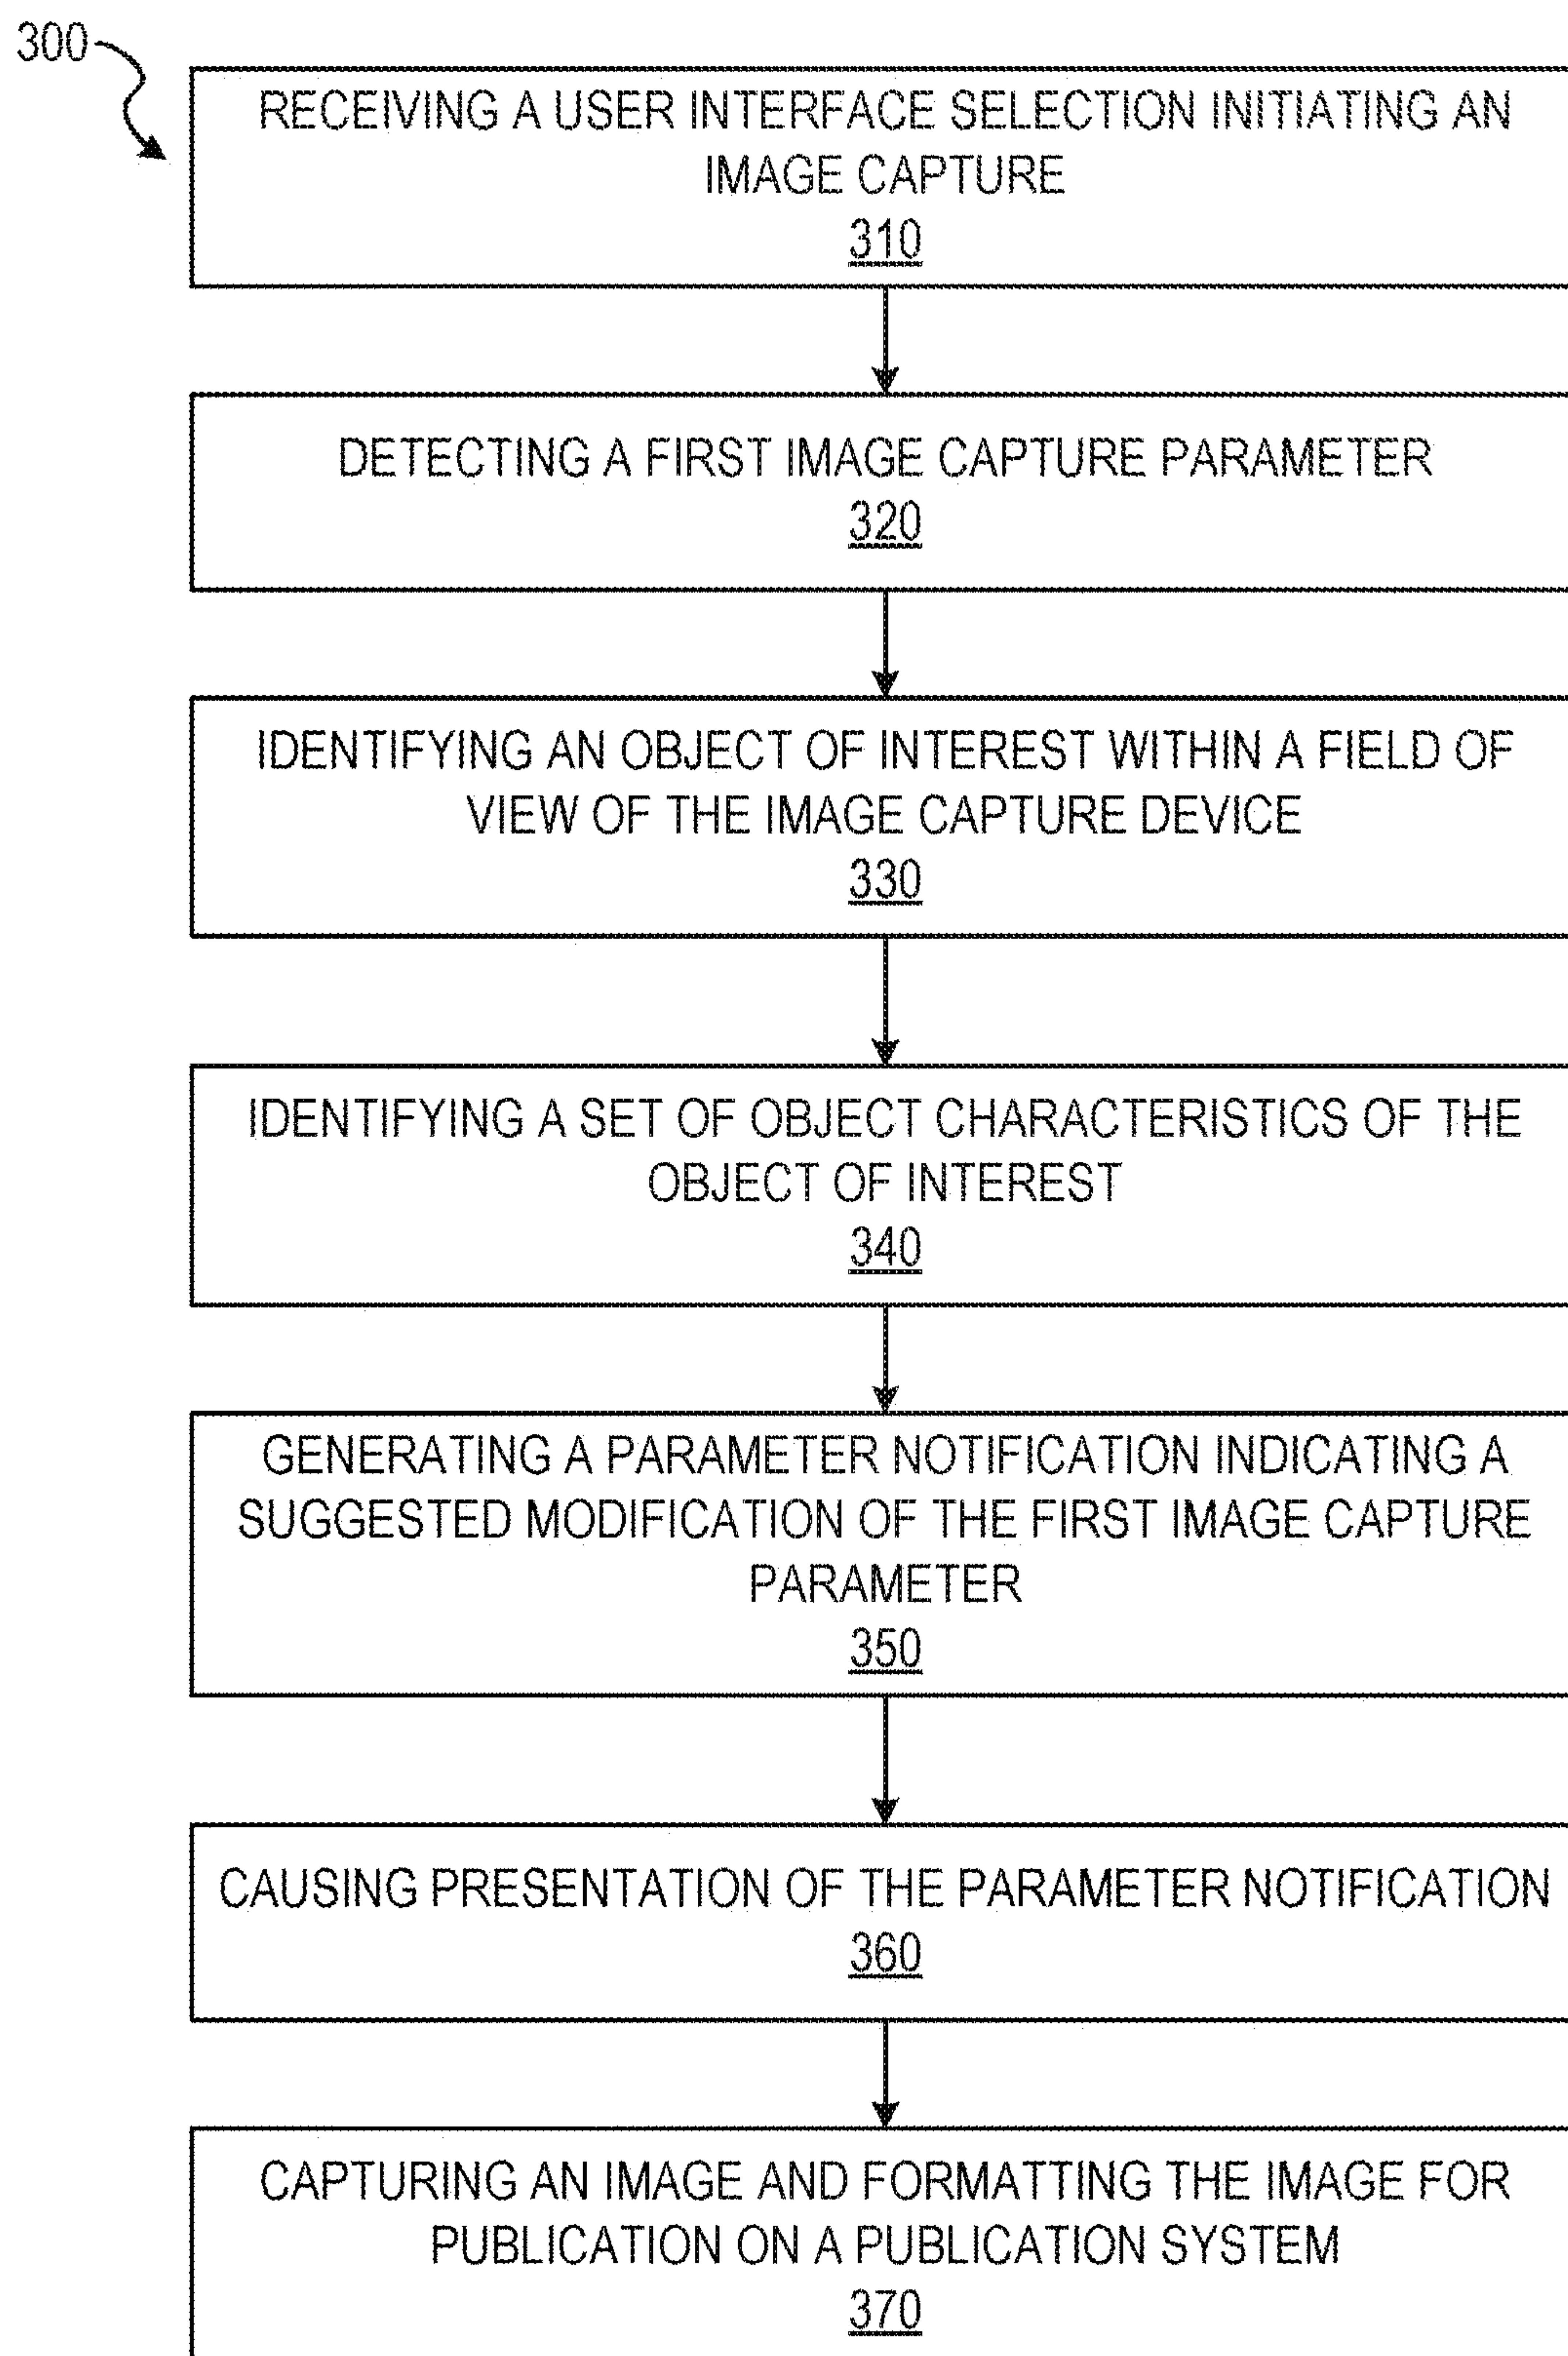 300
RECEIVING A USER INTERFACE SELECTION INITIATING AN
IMAGE CAPTURE
310
DETECTING A FIRST IMAGE CAPTURE PARAMETER
320
IDENTIFYING AN OBJECT OF INTEREST WITHIN A FIELD OF
VIEW OF THE IMAGE CAPTURE DEVICE
330
IDENTIFYING A SET OF OBJECT CHARACTERISTICS OF THE
OBJECT OF INTEREST
340
GENERATING A PARAMETER NOTIFICATION INDICATING A
SUGGESTED MODIFICATION OF THE FIRST IMAGE CAPTURE
PARAMETER
350
CAUSING PRESENTATION OF THE PARAMETER NOTIFICATION
360
CAPTURING AN IMAGE AND FORMATTING THE IMAGE FOR
PUBLICATION ON A PUBLICATION SYSTEM
370